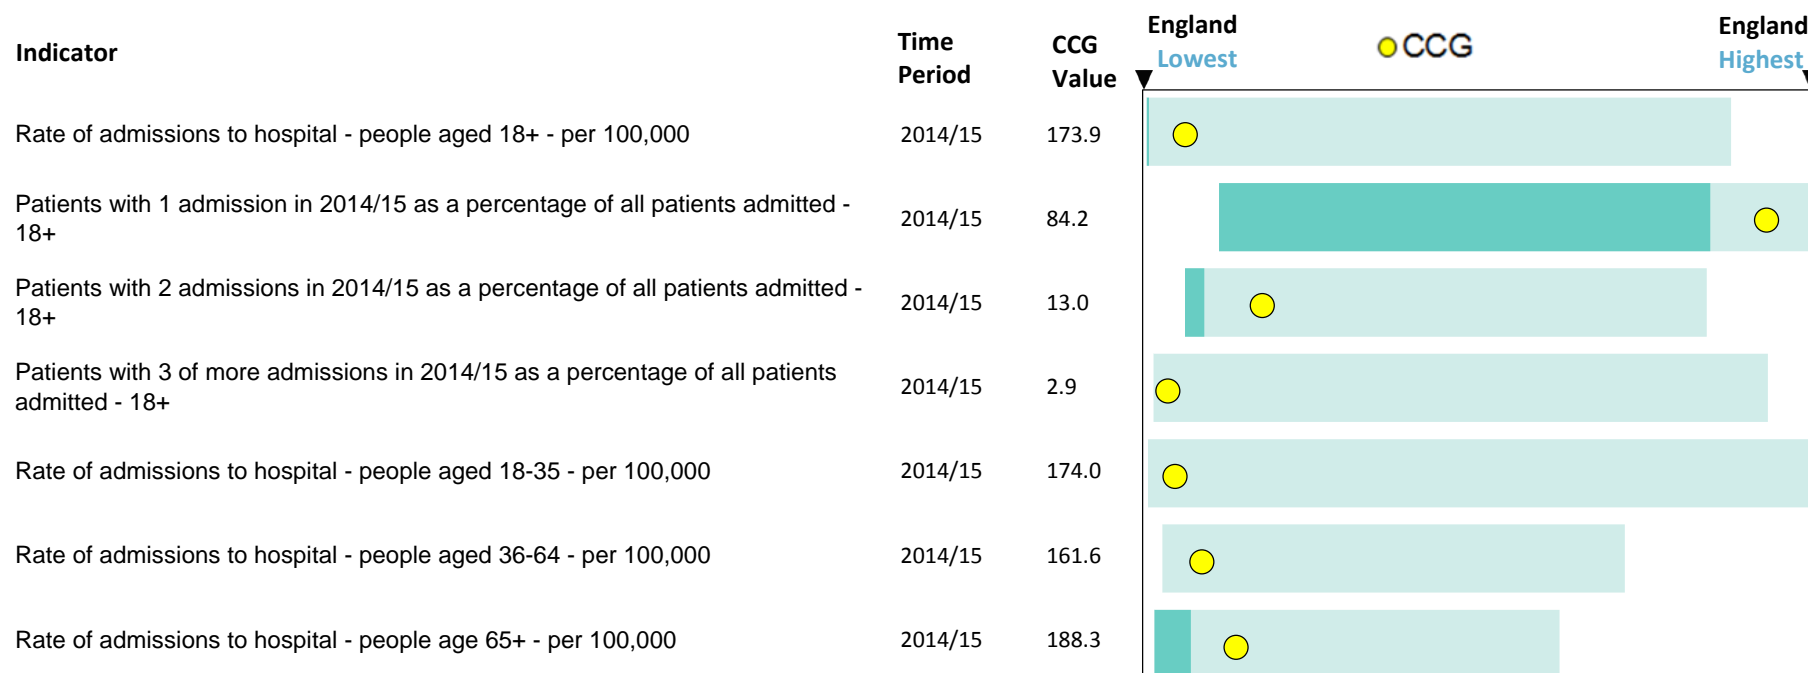 Indicator
Time
Period
CCG
Value
England
Lowest
CCG
England
Highest
Rate of admissions to hospital - people aged 18+ - per 100,000 2014/15 173.9
Patients with 1 admission in 2014/15 as a percentage of all patients admitted -
18+
2014/15 84.2
Patients with 2 admissions in 2014/15 as a percentage of all patients admitted -
18+
2014/15 13.0
Patients with 3 of more admissions in 2014/15 as a percentage of all patients
admitted - 18+
2014/15 2.9
Rate of admissions to hospital - people aged 18-35 - per 100,000 2014/15 174.0
Rate of admissions to hospital - people aged 36-64 - per 100,000 2014/15 161.6
Rate of admissions to hospital - people age 65+ - per 100,000 2014/15 188.3